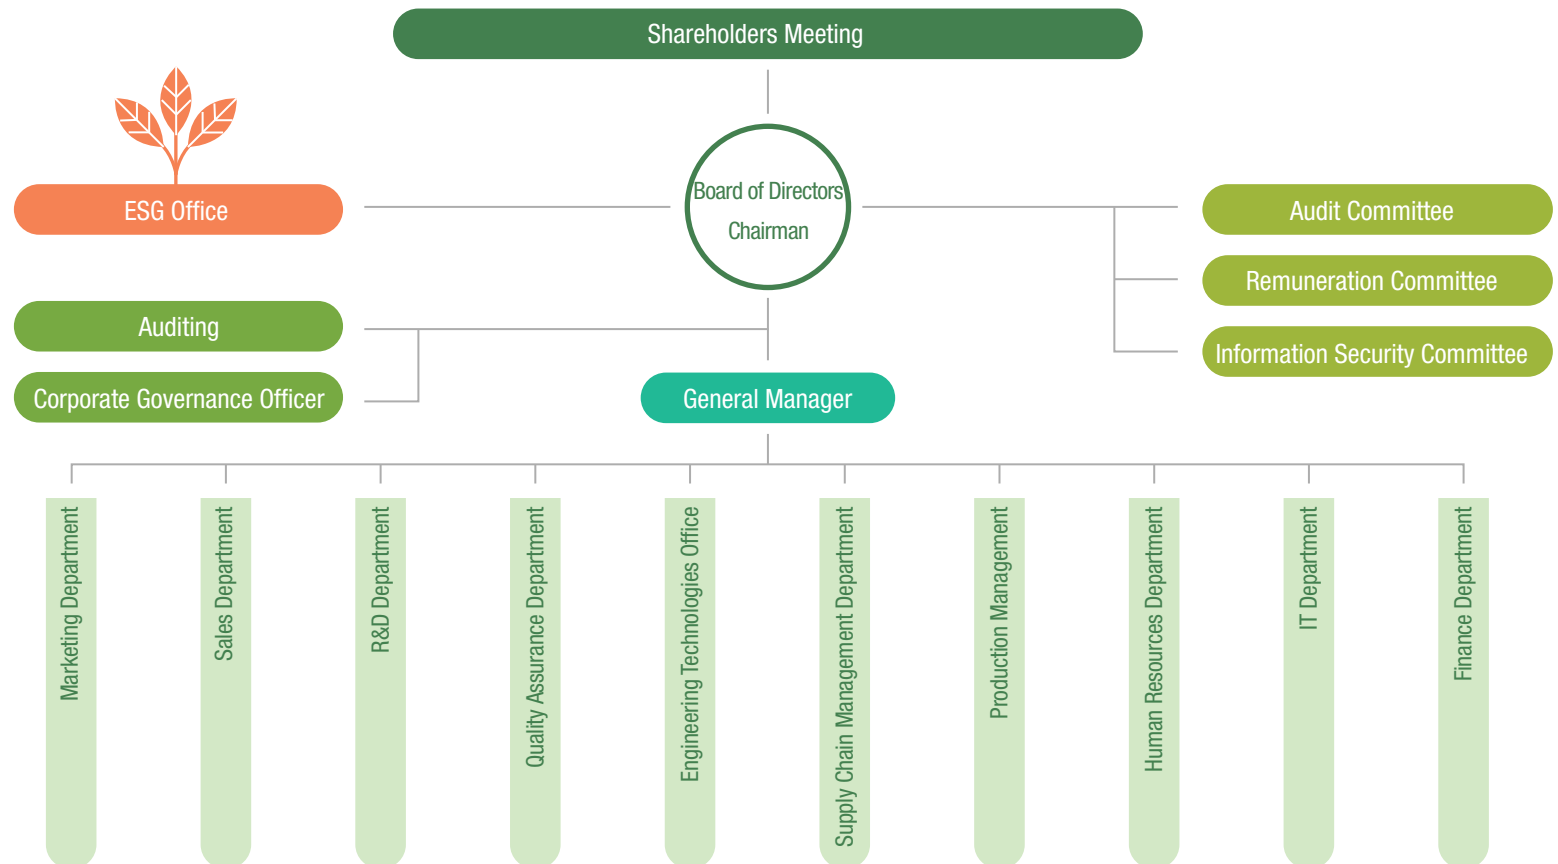 Shareholders Meeting
ESG Office
Board of Directors
Chairman
Audit Committee
Remuneration Committee
Information Security Committee
Auditing
Corporate Governance Officer
General Manager
Marketing Department
Sales Department
R&D Department
Quality Assurance Department
Engineering Technologies Office
Supply Chain Management Department
Production Management
Human Resources Department
IT Department
Finance Department